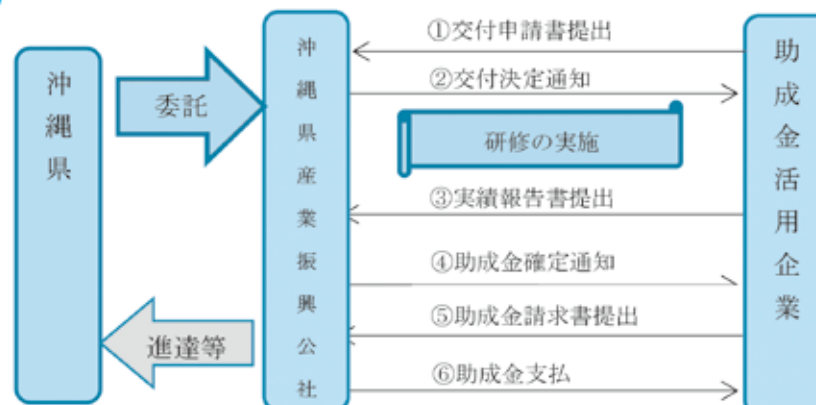 沖縄県
委託
進達等
沖縄県産業振興公社
①交付申請書提出
②交付決定通知
研修の実施
③実績報告書提出
④助成金確定通知
⑤助成金請求書提出
⑥助成金支払
助成金活用企業